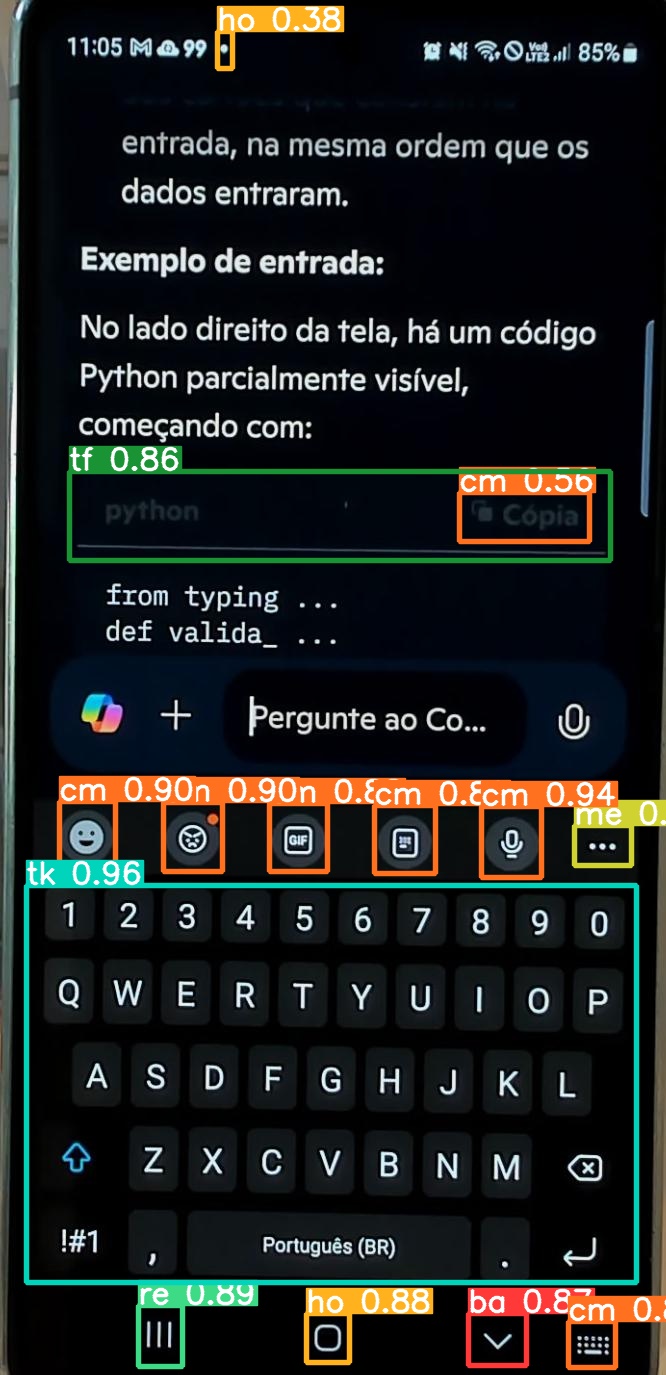 ho 0.38
11:05 99 Vo) LTE2 85%
entrada, na mesma ordem que os
dados entraram.
Exemplo de entrada:
No lado direito da tela, há um código
Python parcialmente visível,
começando com:
tf 0.86
cm 0.56
python Cópia
from typing ...
def valida_ ...
Pergunte ao Co...
cm 0.90 n 0.90 n 0.8 cm 0.8 cm 0.94
me 0.
GIF
tk 0.96
1 2 3 4 5 6 7 8 9 0
Q W E R T Y U I O P
A S D F G H J K L
Z X C V B N M
!#1 , Português (BR) .
re 0.89 ho 0.88 ba 0.87 cm 0.8